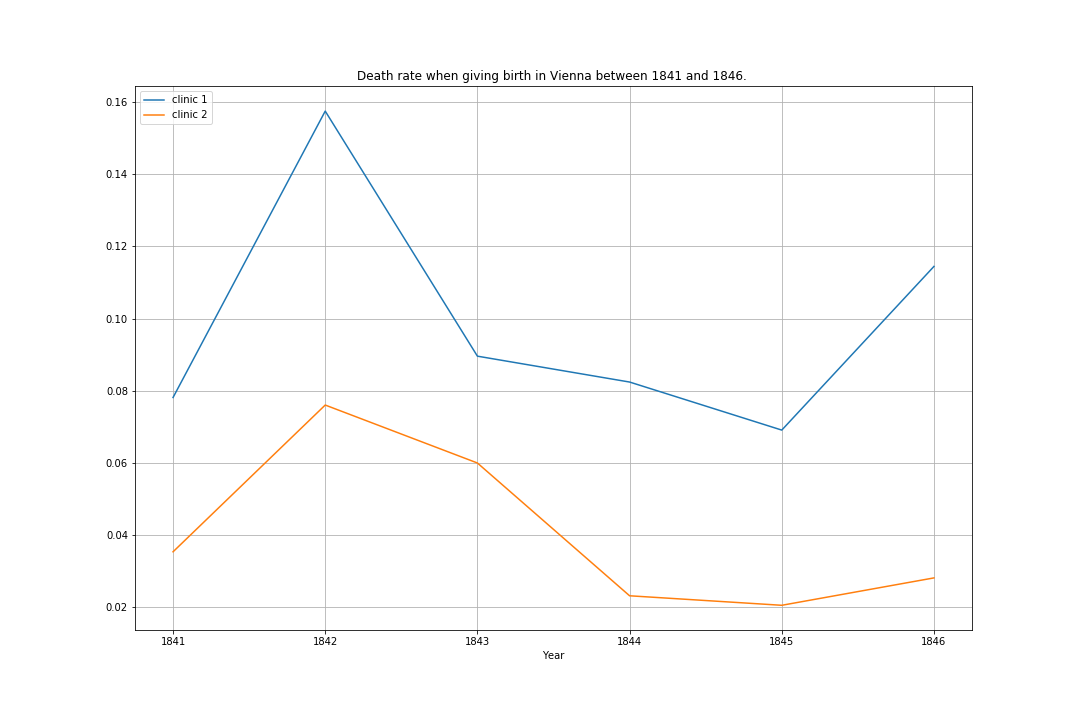 Death rate when giving birth in Vienna between 1841 and 1846.
clinic 1
clinic 2
0.16
0.14
0.12
0.10
0.08
0.06
0.04
0.02
1841 1842 1843 1844 1845 1846
Year